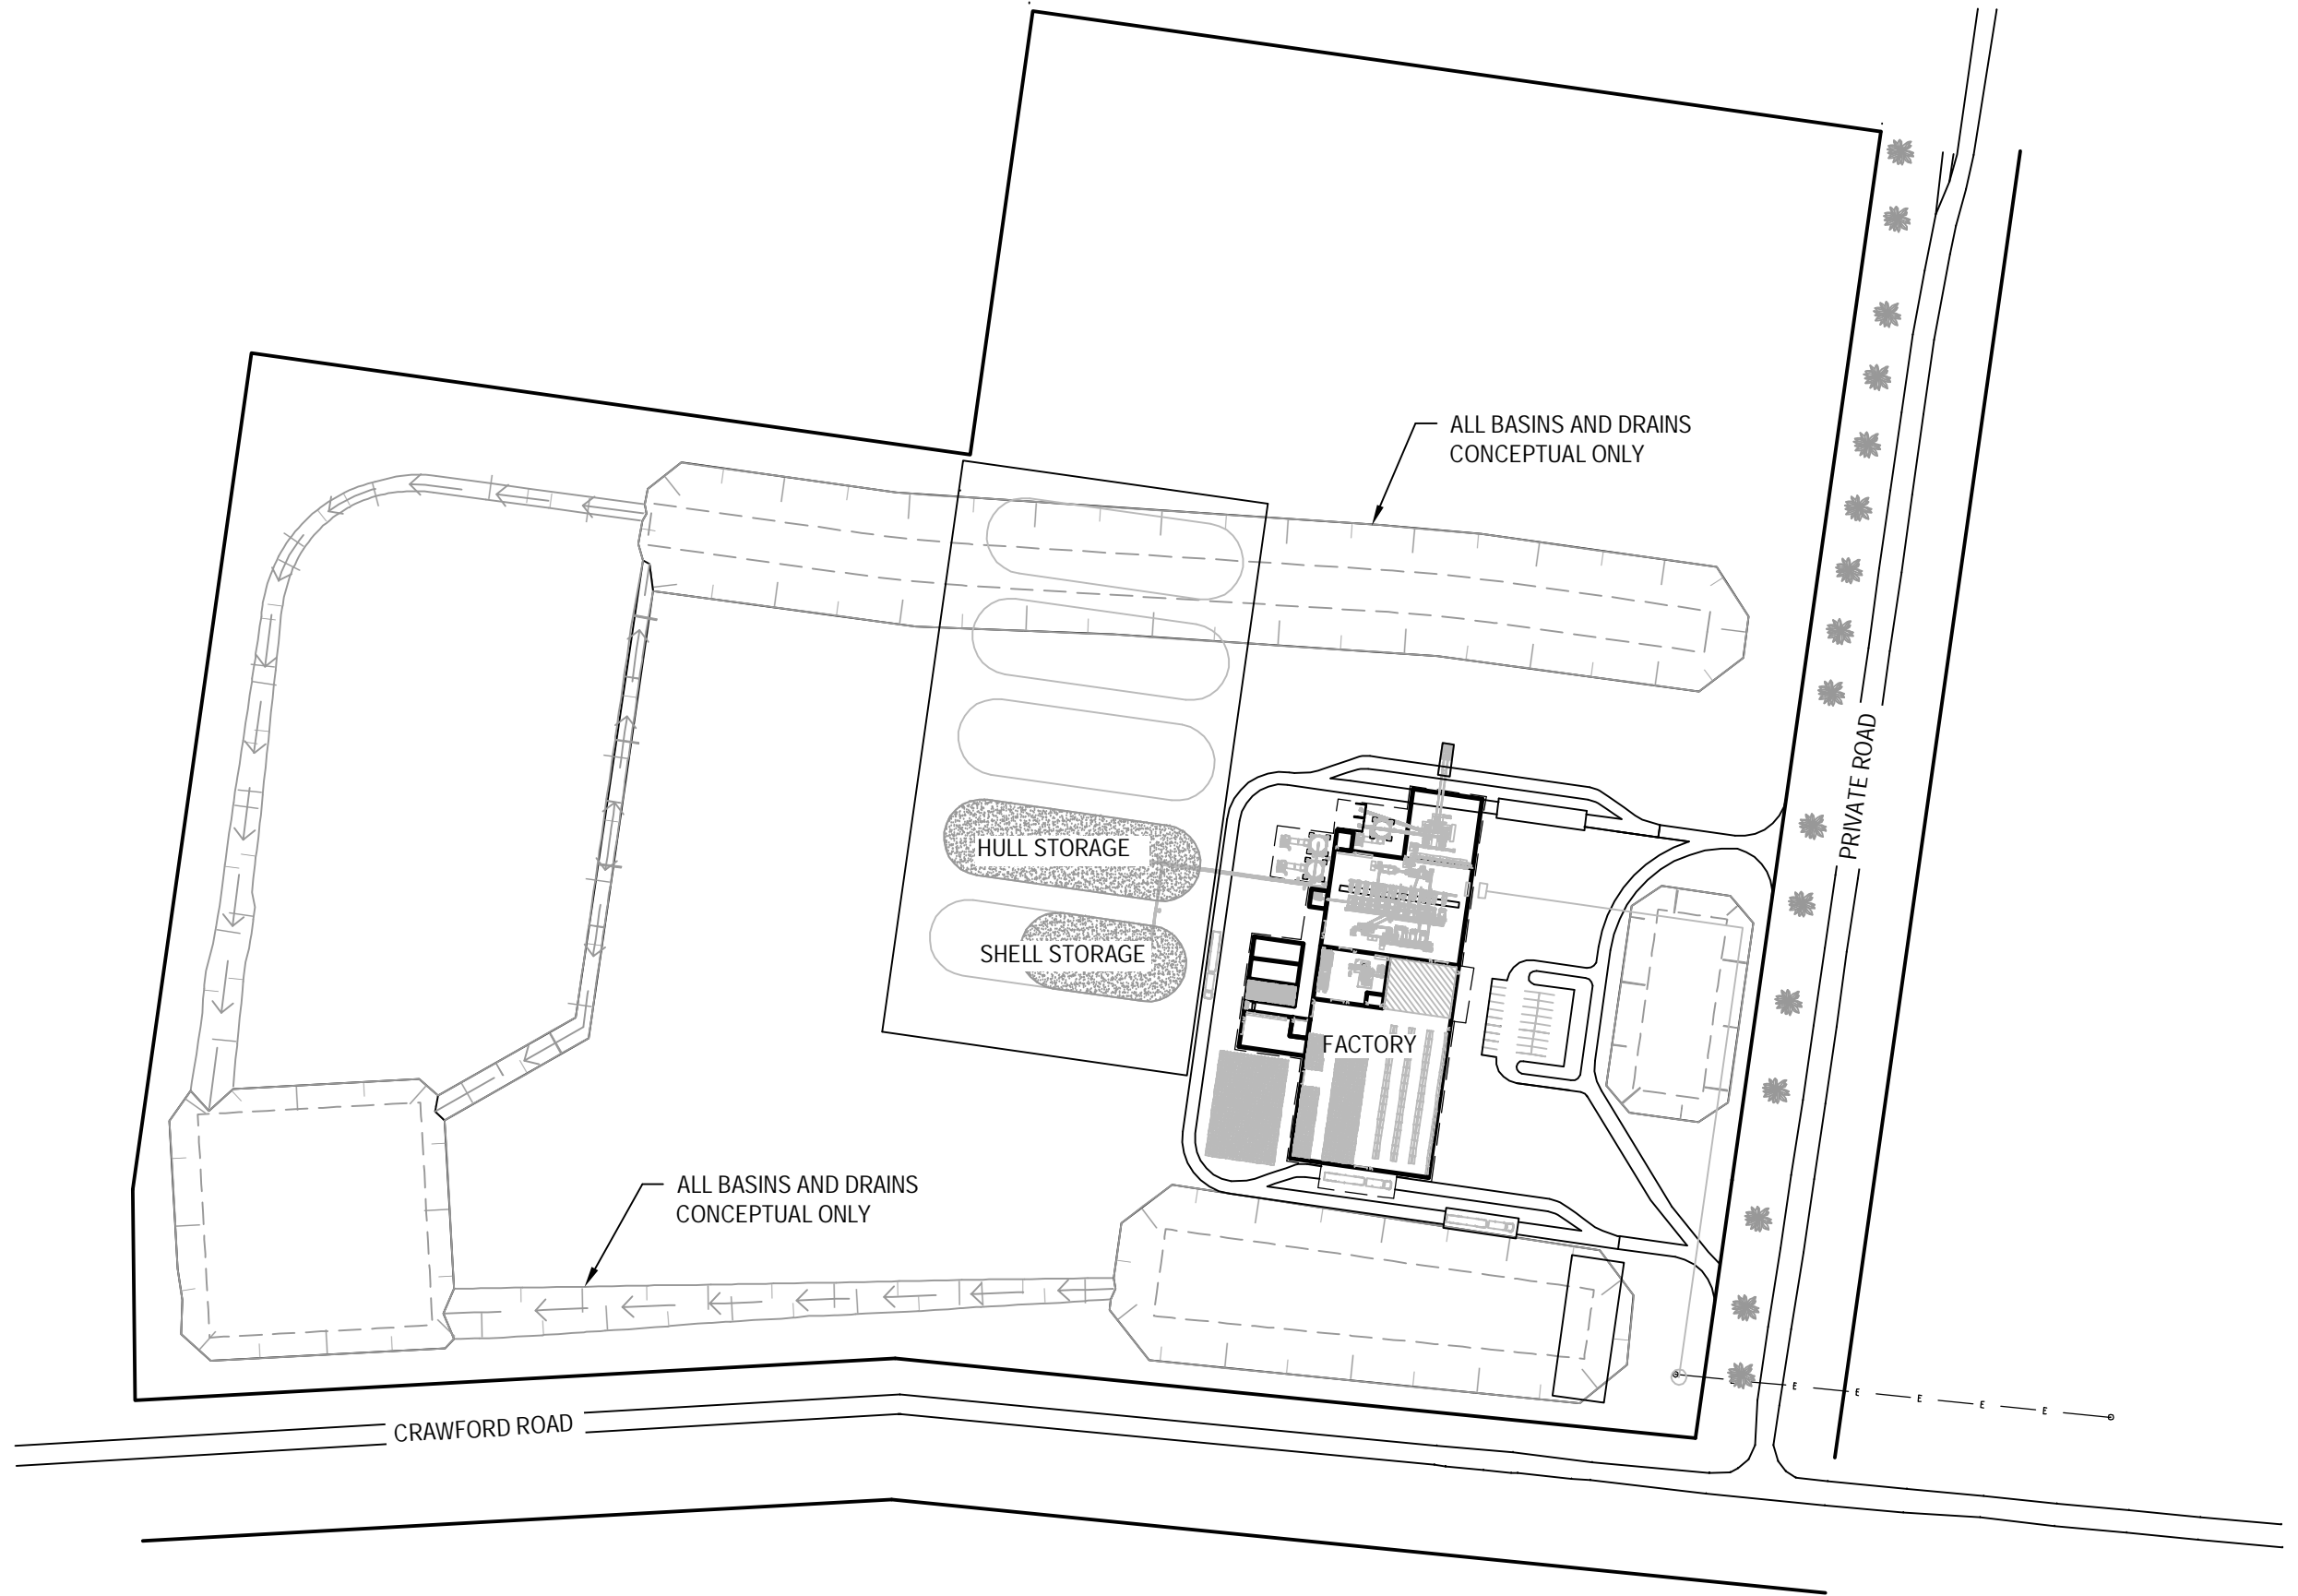 ALL BASINS AND DRAINS
CONCEPTUAL ONLY
PRIVATE ROAD
HULL STORAGE
SHELL STORAGE
FACTORY
ALL BASINS AND DRAINS
CONCEPTUAL ONLY
E E E E E
CRAWFORD ROAD